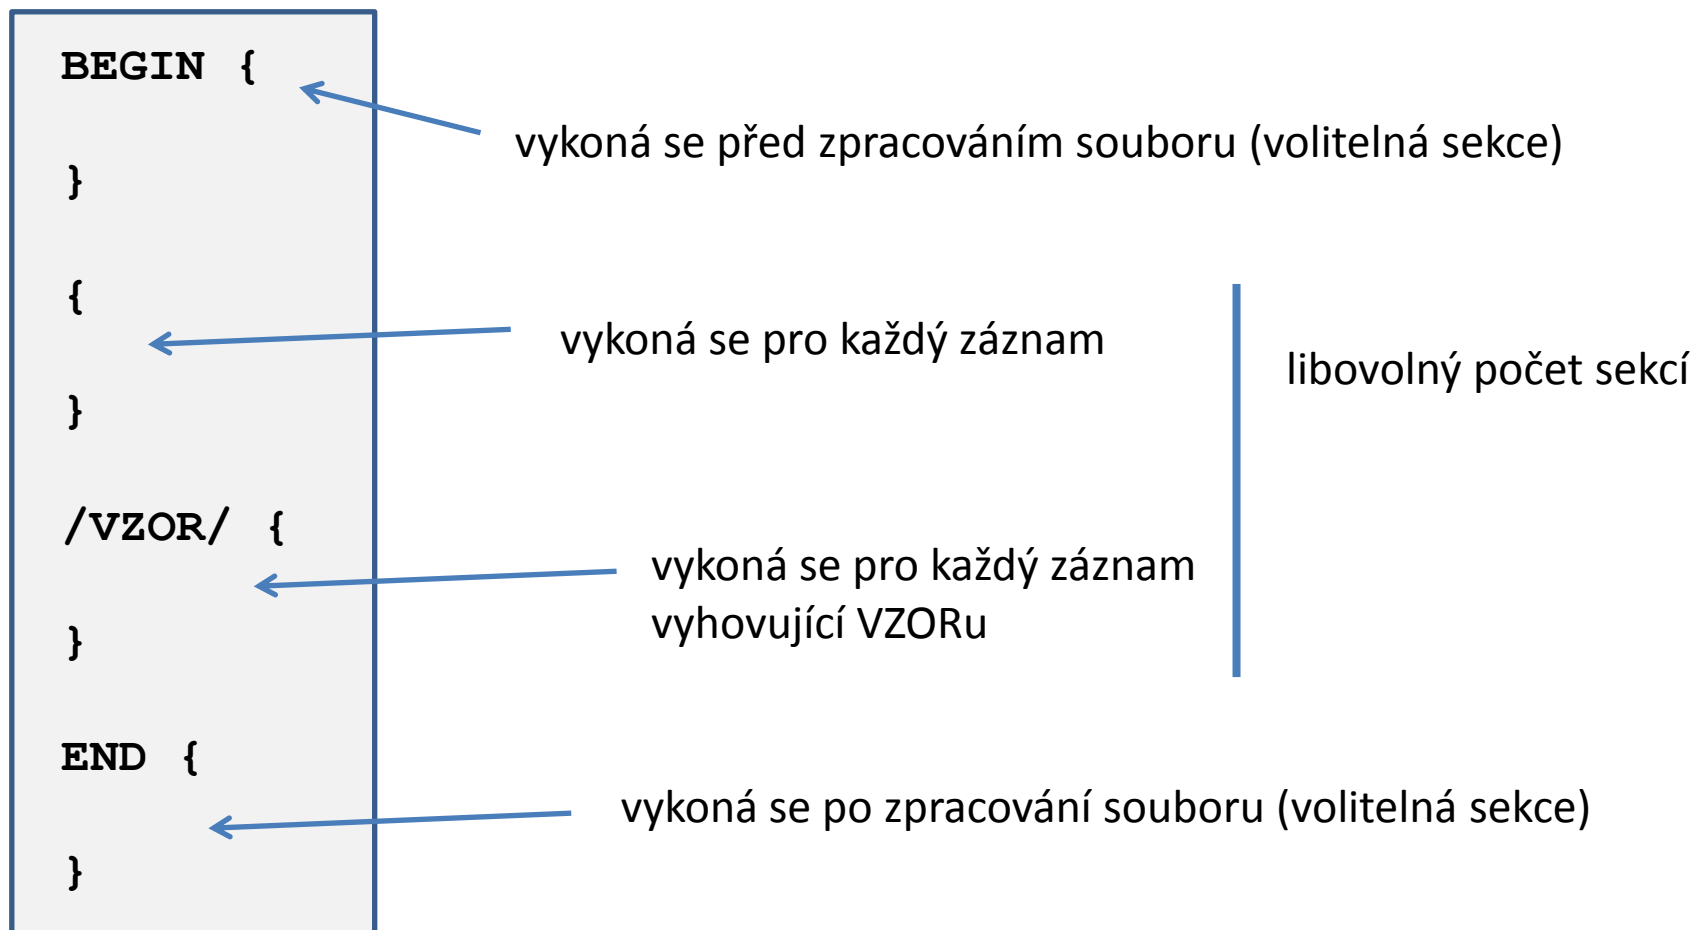 BEGIN {
vykoná se před zpracováním souboru (volitelná sekce)
}
{
vykoná se pro každý záznam
libovolný počet sekcí
}
/VZOR/ {
vykoná se pro každý záznam
vyhovující VZORu
}
END {
vykoná se po zpracování souboru (volitelná sekce)
}